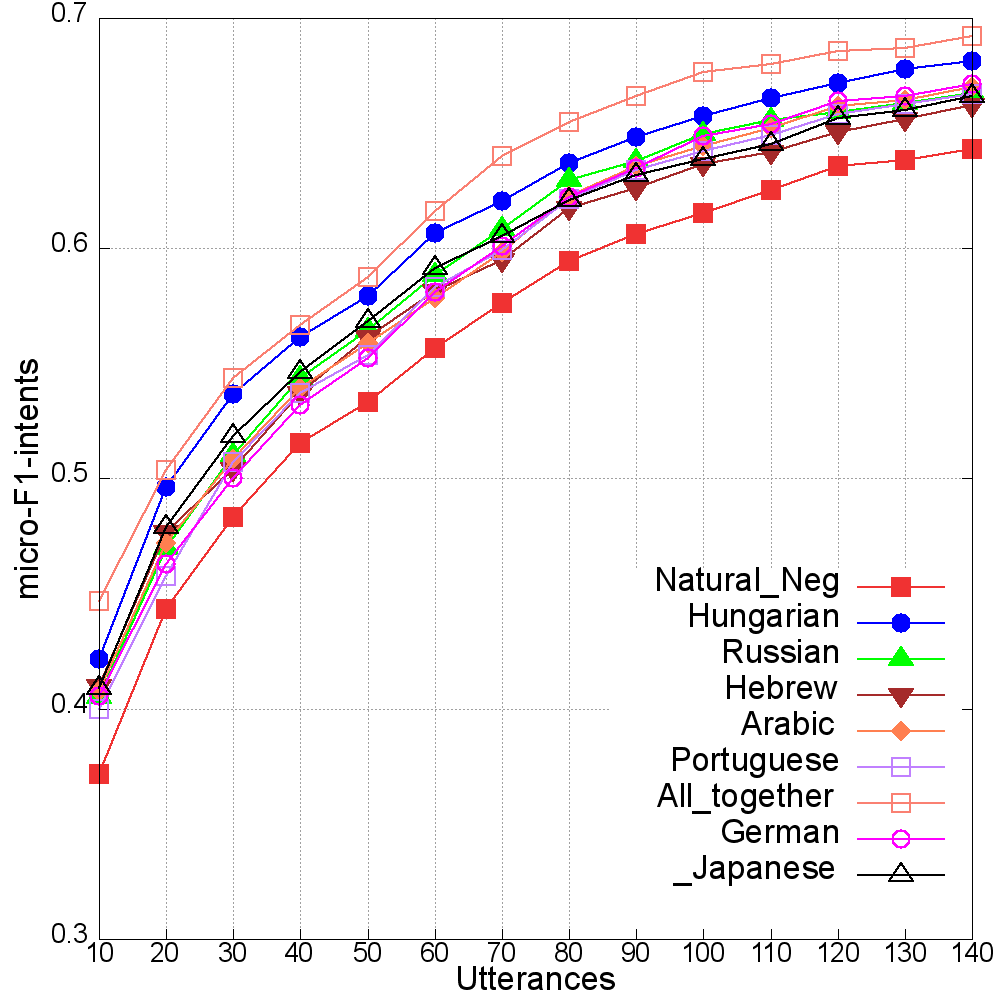 0.7
0.6
0.5
0.4
0.3
micro-F1-intents
Natural_Neg
Hungarian
Russian
Hebrew
Arabic
Portuguese
All_together
German
_Japanese
10 20 30 40 50 60 70 80 90 100 110 120 130 140
Utterances